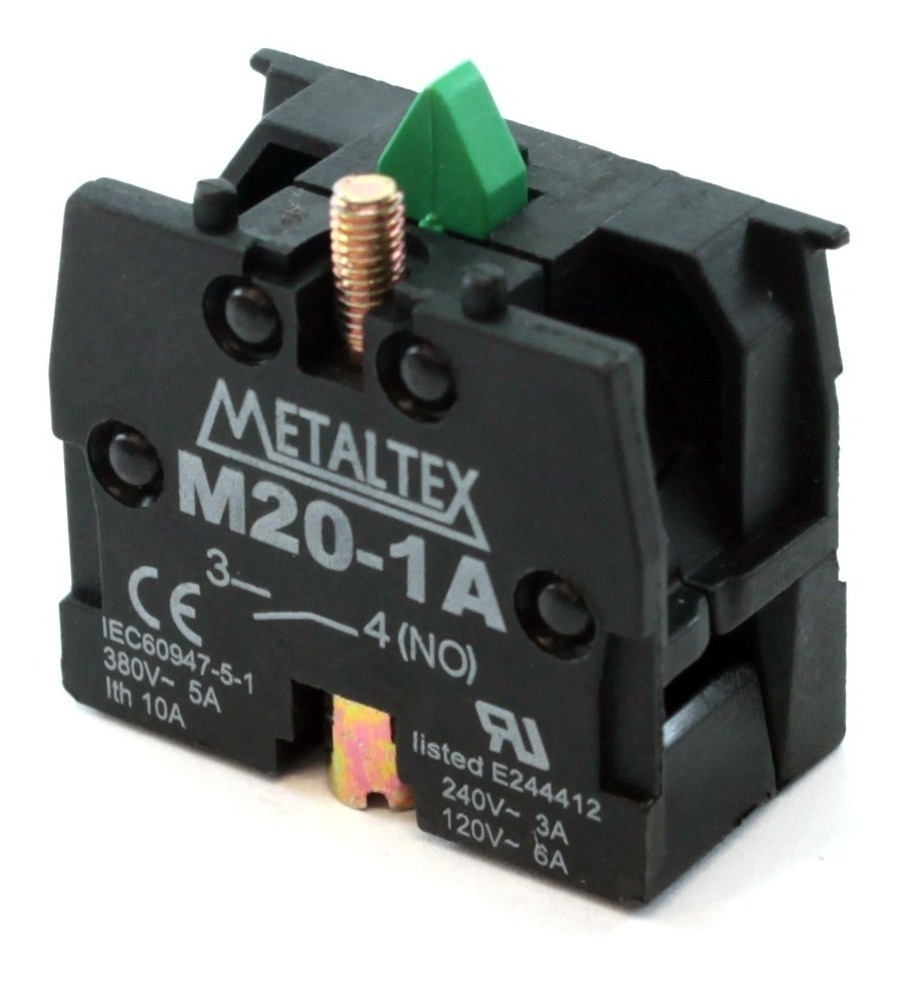 METALTEX
M20-1A
3
4 (NO)
CE
IEC60947-5-1
380V~ 5A
Ith 10A
RU
listed E244412
240V~ 3A
120V~ 6A